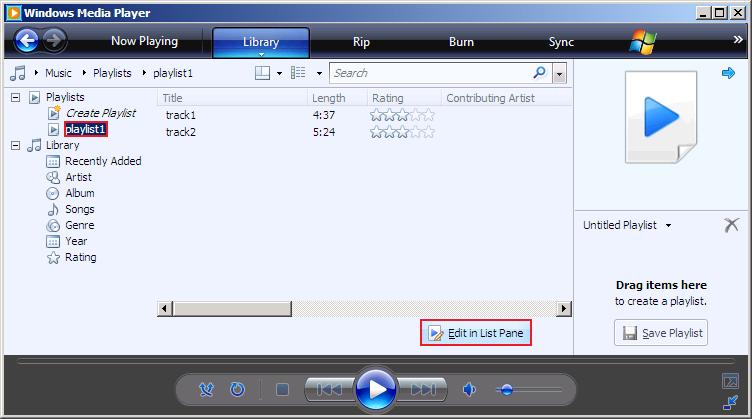 Windows Media Player
Now Playing Library Rip Burn Sync »
Music Playlists playlist1 Search
Playlists
Create Playlist
playlist1
Library
Recently Added
Artist
Album
Songs
Genre
Year
Rating
Title Length Rating Contributing Artist
track1 4:37
track2 5:24
Edit in List Pane
Untitled Playlist
Drag items here
to create a playlist.
Save Playlist